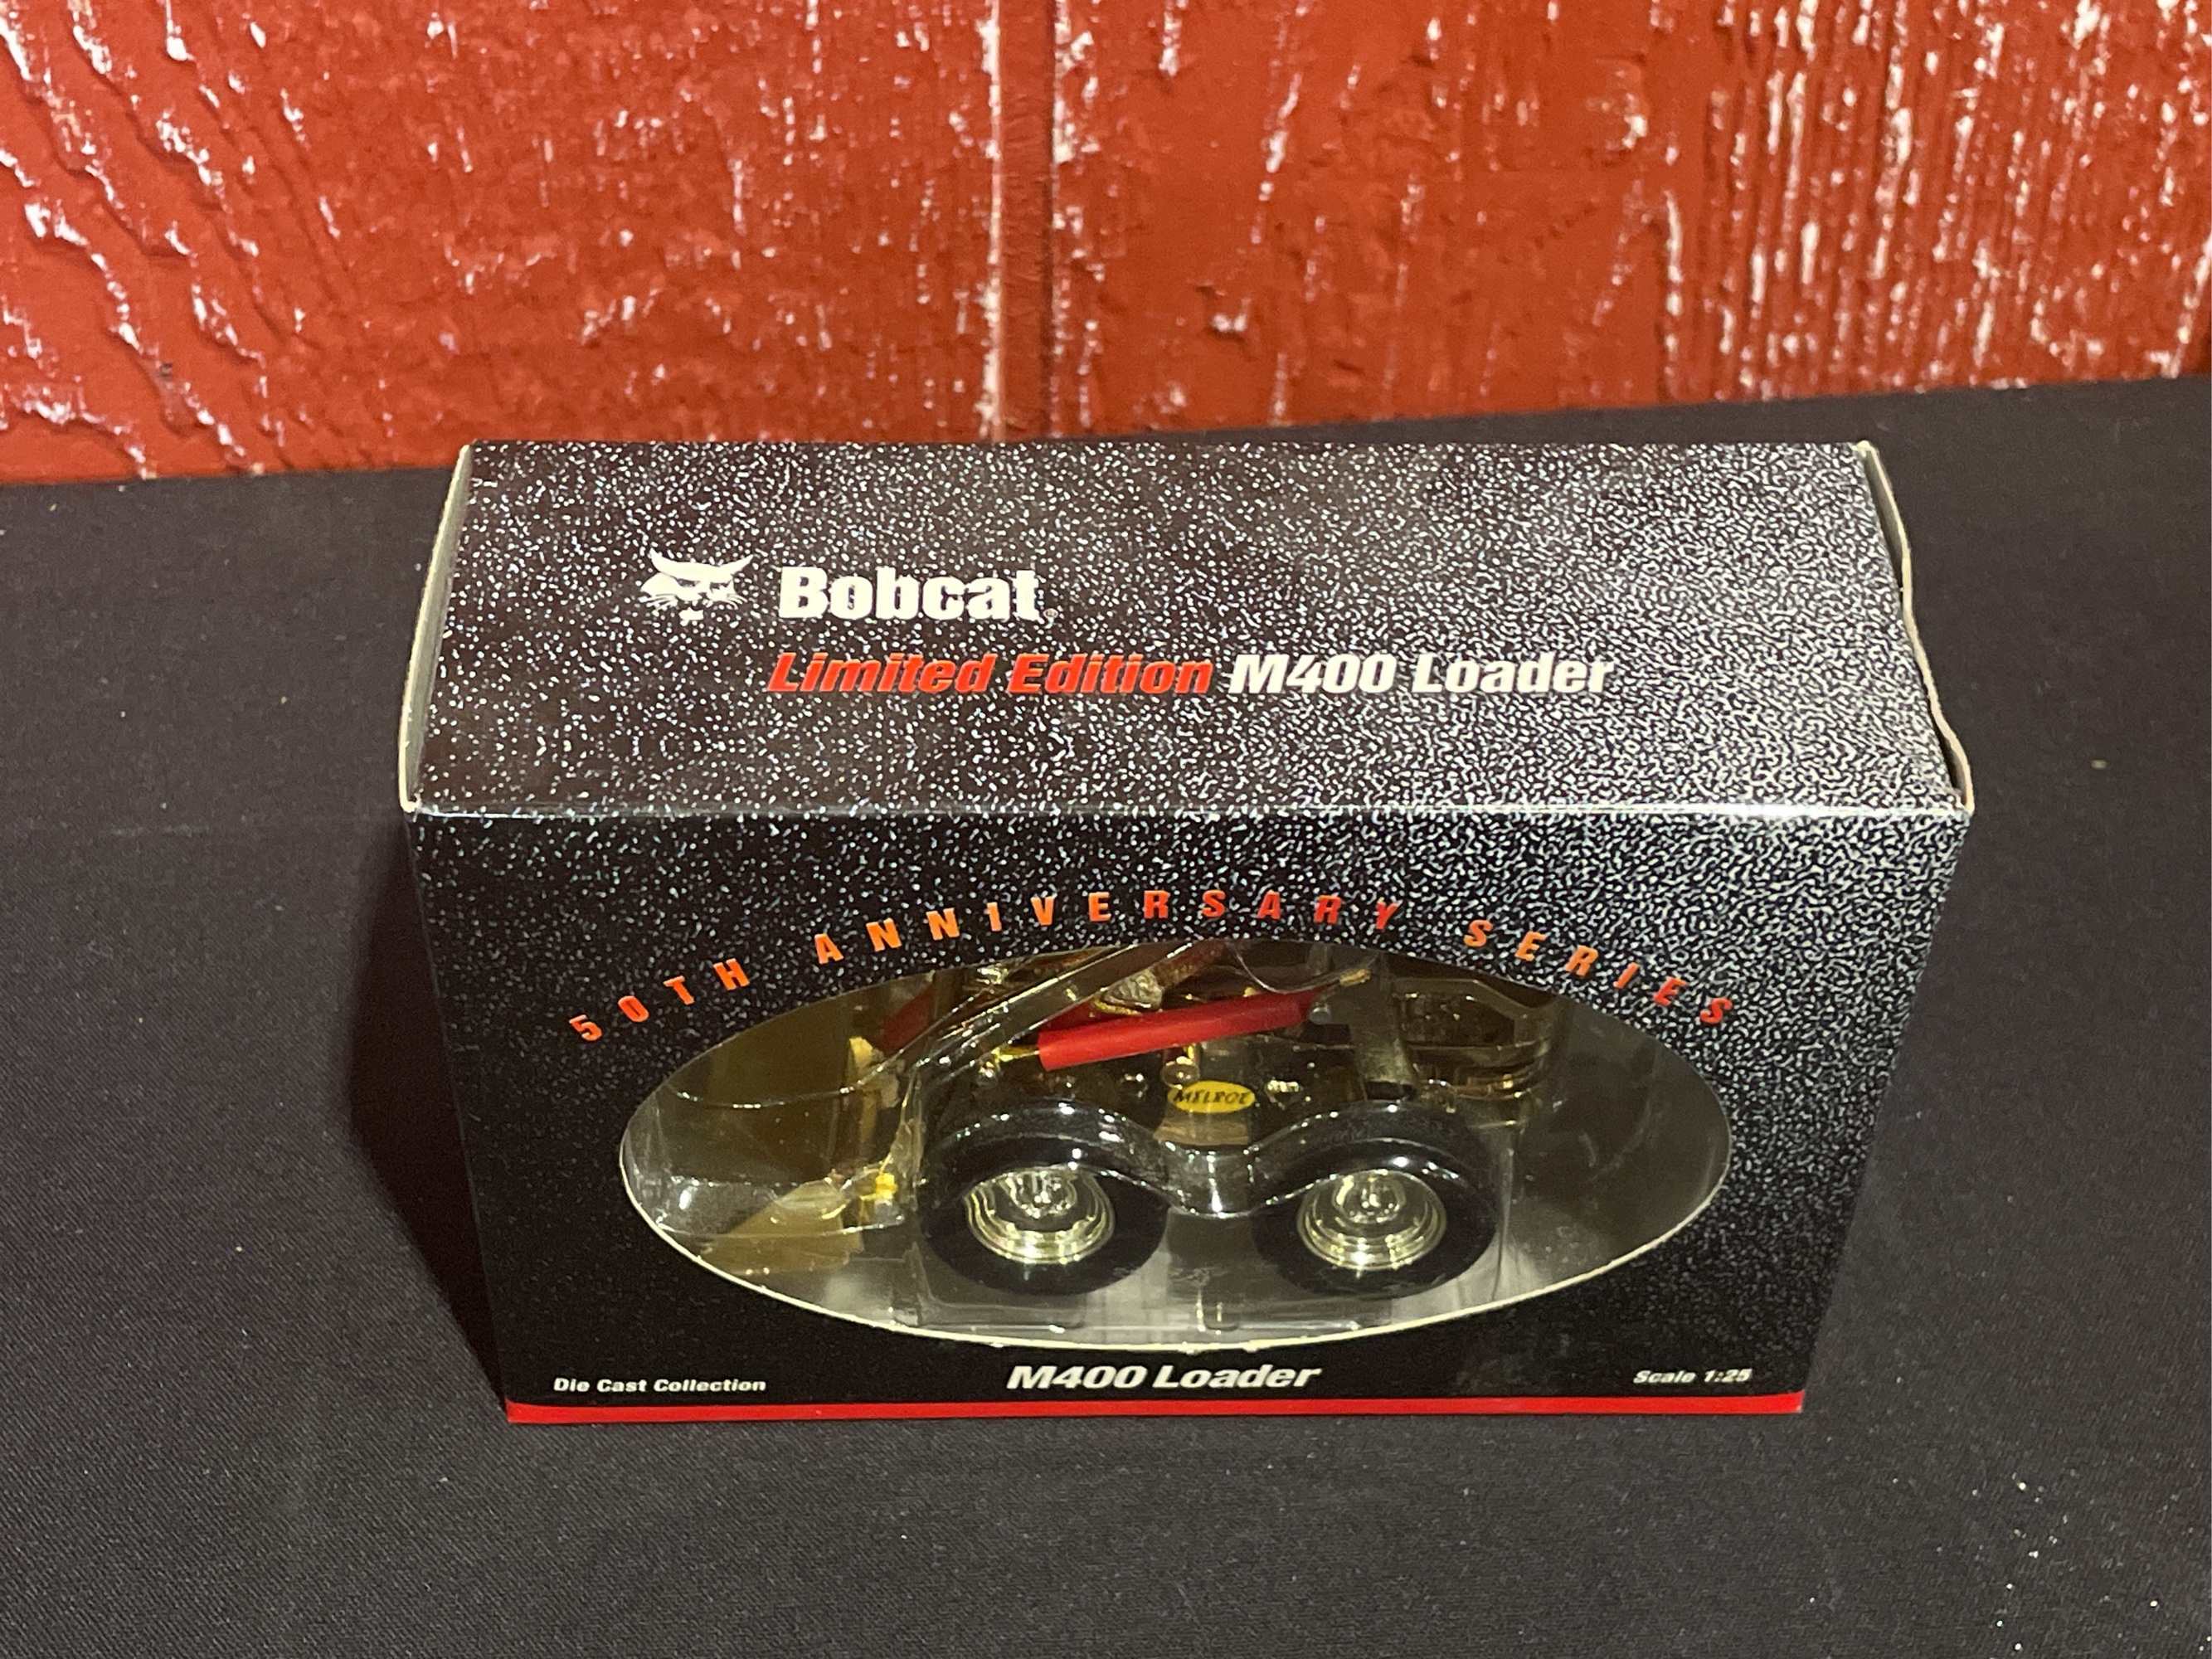 Bobcat
Limited Edition M400 Loader
50TH ANNIVERSARY SERIES
MELROE
Die Cast Collection
M400 Loader
Scale 1:25